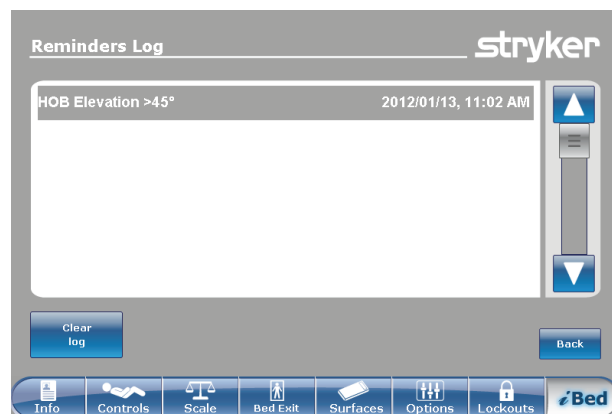 Reminders Log
stryker
HOB Elevation >45° 2012/01/13, 11:02 AM
Clear
log
Back
Info Controls Scale Bed Exit Surfaces Options Lockouts iBed